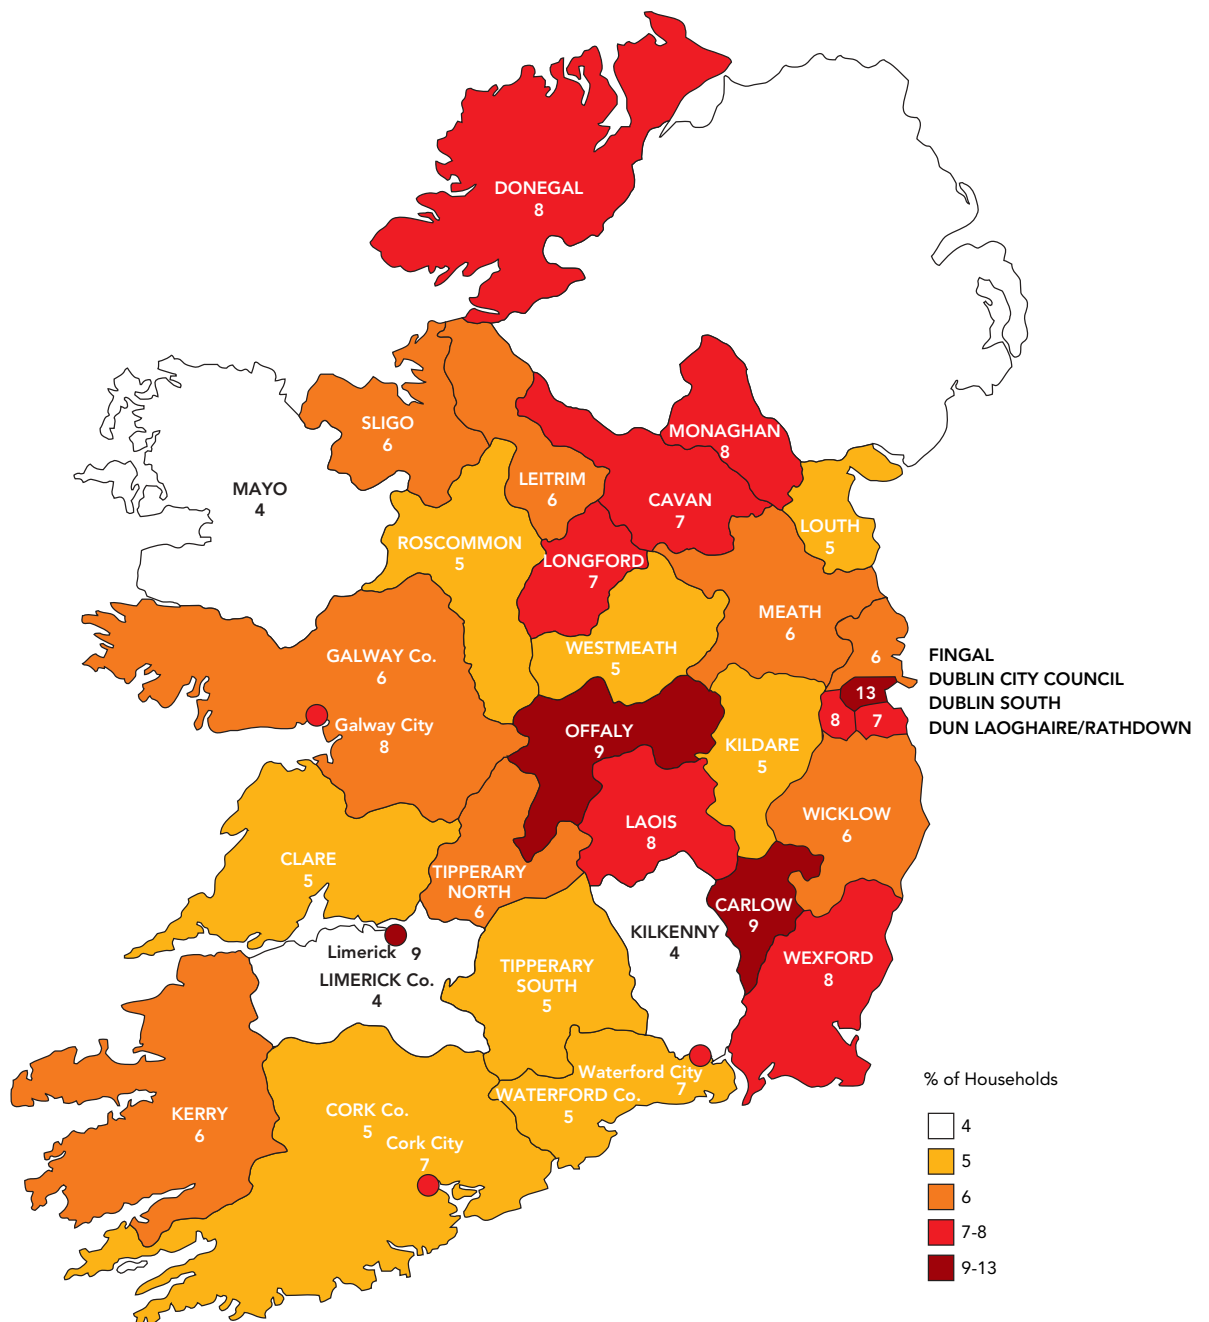 DONEGAL
8
MONAGHAN
8
SLIGO
6
LEITRIM
6
MAYO
4
CAVAN
7
LOUTH
5
ROSCOMMON
5
LONGFORD
7
MEATH
6
WESTMEATH
5
GALWAY Co.
6
6
FINGAL
DUBLIN CITY COUNCIL
13
DUBLIN SOUTH
8
7
DUN LAOGHAIRE/RATHDOWN
Galway City
8
OFFALY
9
KILDARE
5
LAOIS
8
WICKLOW
6
CLARE
5
TIPPERARY
NORTH
6
CARLOW
9
KILKENNY
4
Limerick 9
LIMERICK Co.
4
WEXFORD
8
TIPPERARY
SOUTH
5
Waterford City
7
WATERFORD Co.
5
KERRY
6
CORK Co.
5
Cork City
7
% of Households
4
5
6
7-8
9-13